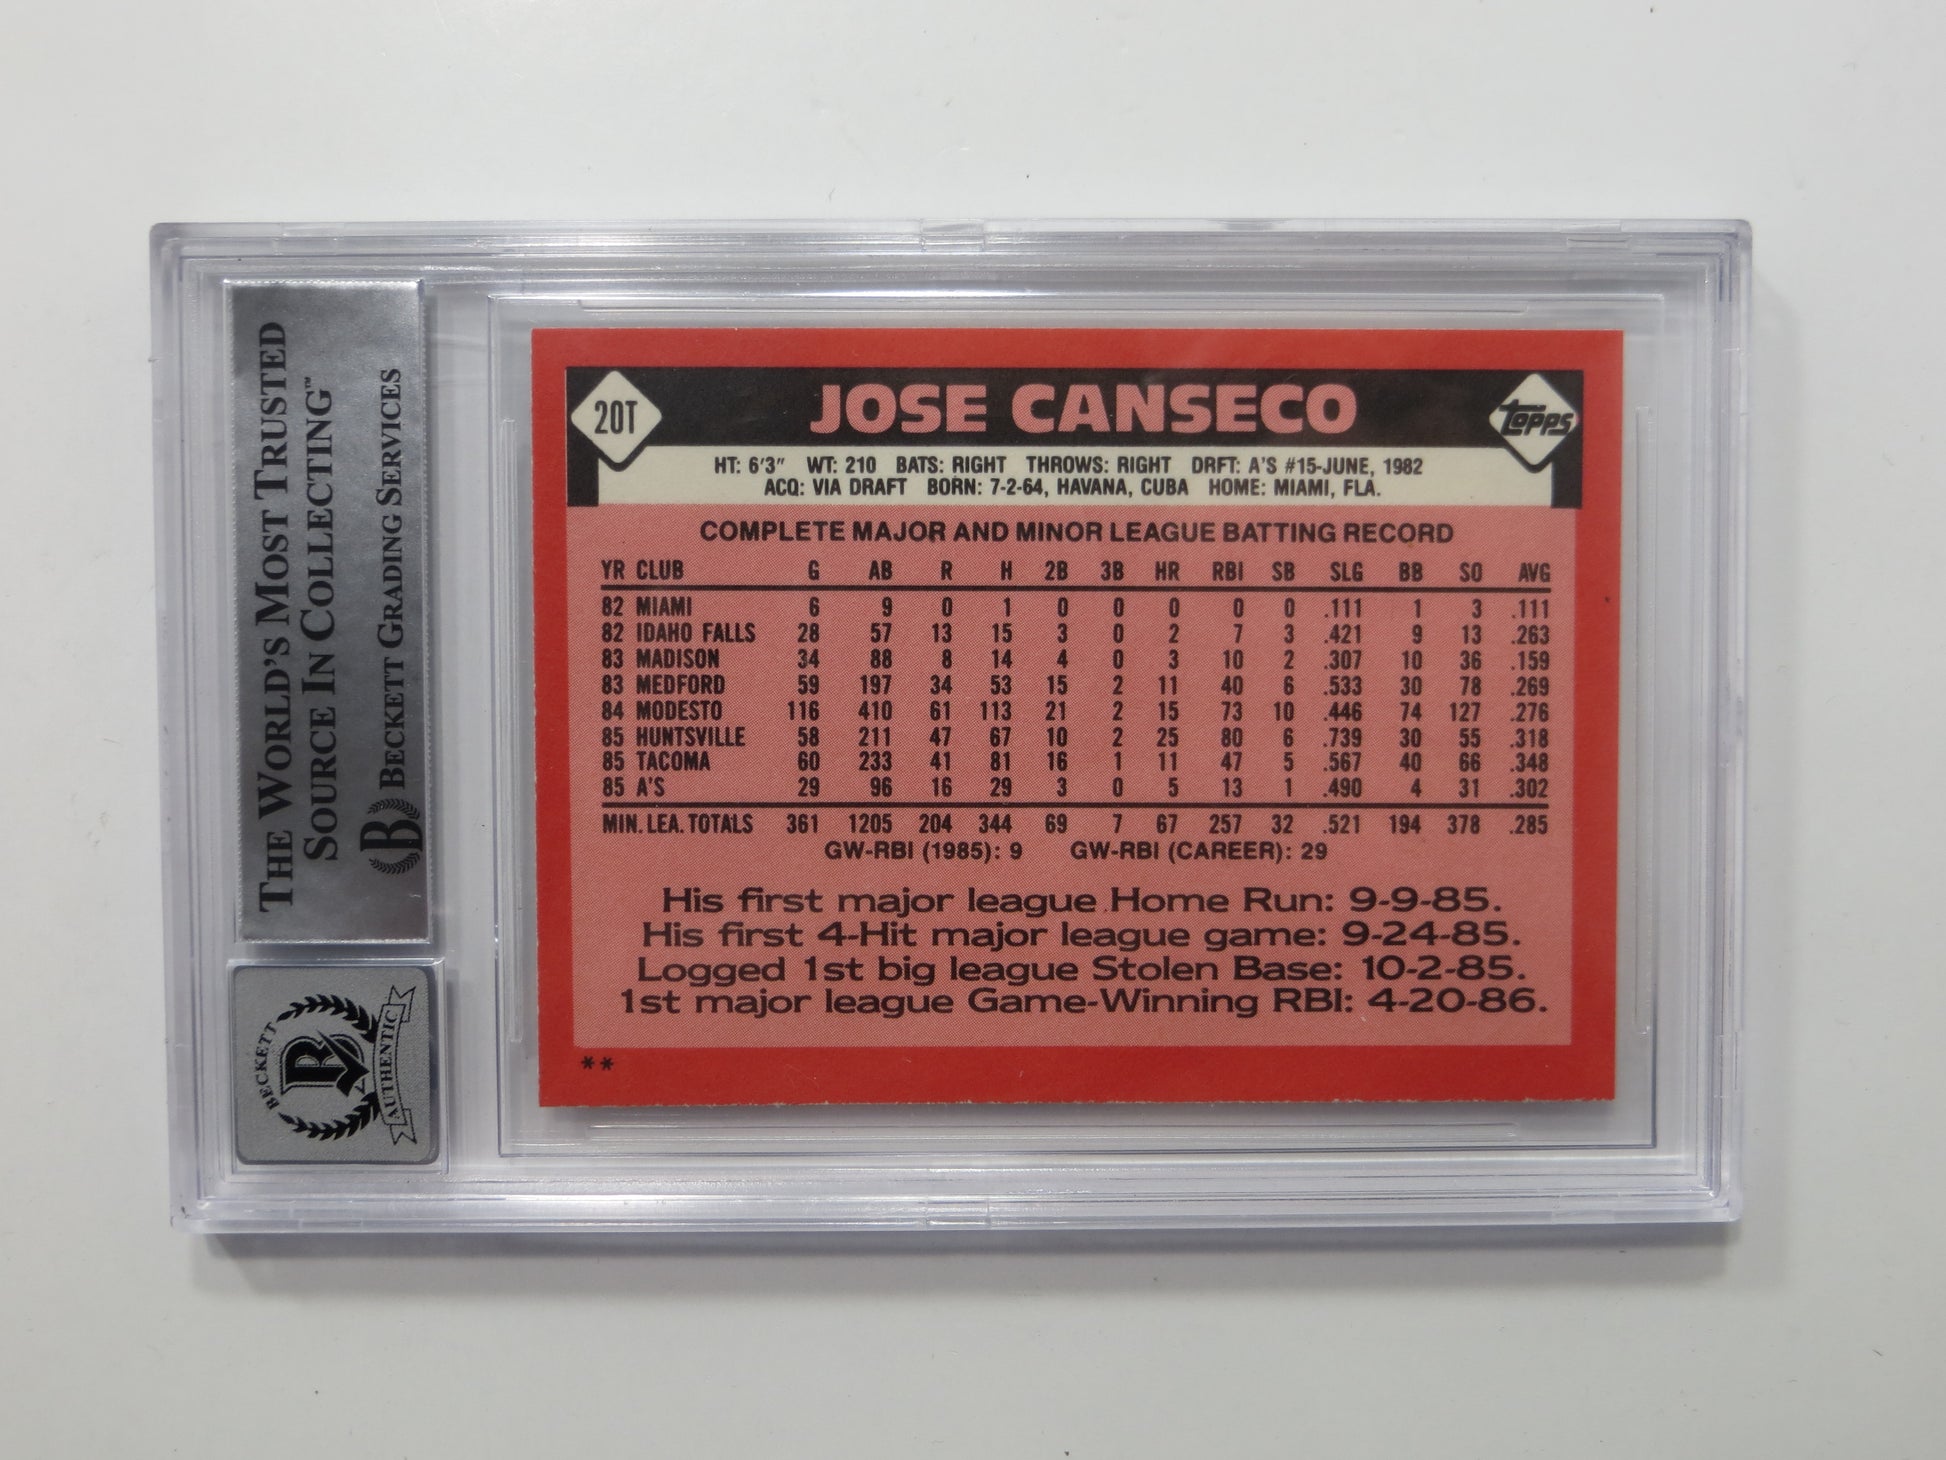 THE WORLD'S MOST TRUSTED
SOURCE IN COLLECTING™
BECKETT GRADING SERVICES
BECKETT
AUTHENTIC
20T
JOSE CANSECO
topps
HT: 6'3" WT: 210 BATS: RIGHT THROWS: RIGHT DRFT: A'S #15-JUNE, 1982
ACQ: VIA DRAFT BORN: 7-2-64, HAVANA, CUBA HOME: MIAMI, FLA.
COMPLETE MAJOR AND MINOR LEAGUE BATTING RECORD
YR CLUB G AB R H 2B 3B HR RBI SB SLG BB SO AVG
82 MIAMI 6 9 0 1 0 0 0 0 0 .111 1 3 .111
82 IDAHO FALLS 28 57 13 15 3 0 2 7 3 .421 9 13 .263
83 MADISON 34 88 8 14 4 0 3 10 2 .307 10 36 .159
83 MEDFORD 59 197 34 53 15 2 11 40 6 .533 30 78 .269
84 MODESTO 116 410 61 113 21 2 15 73 10 .446 74 127 .276
85 HUNTSVILLE 58 211 47 67 10 2 25 80 6 .739 30 55 .318
85 TACOMA 60 233 41 81 16 1 11 47 5 .567 40 66 .348
85 A'S 29 96 16 29 3 0 5 13 1 .490 4 31 .302
MIN. LEA. TOTALS 361 1205 204 344 69 7 67 257 32 .521 194 378 .285
GW-RBI (1985): 9 GW-RBI (CAREER): 29
His first major league Home Run: 9-9-85.
His first 4-Hit major league game: 9-24-85.
Logged 1st big league Stolen Base: 10-2-85.
1st major league Game-Winning RBI: 4-20-86.
**